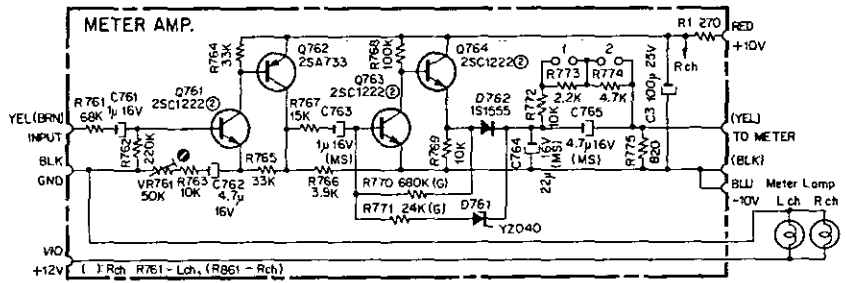 METER AMP.
R1 270
RED
+10V
Rch
R764
33K
Q762
2SA733
R768
100K
Q764
2SC1222②
1
2
R773
2.2K
R774
4.7K
C3 100μ 25V
Q761
2SC1222②
Q763
2SC1222②
R761
68K
C761
1μ 16V
YEL(BRN)
INPUT
R762
220K
R767
15K
C763
1μ 16V
(MS)
D762
1S1555
R772
10K
C765
4.7μ 16V
(MS)
(YEL)
TO METER
R775
820
BLK
GND
VR761
50K
R763
10K
C762
4.7μ
16V
R765
33K
R766
3.9K
R769
10K
C764
22μ
16V
(MS)
(BLK)
BLU
-10V
R770 680K (G)
R771 24K (G)
D761
YZ040
Meter Lamp
L ch
R ch
VIO
+12V
( ): Rch R761-Lch, (R861-Rch)